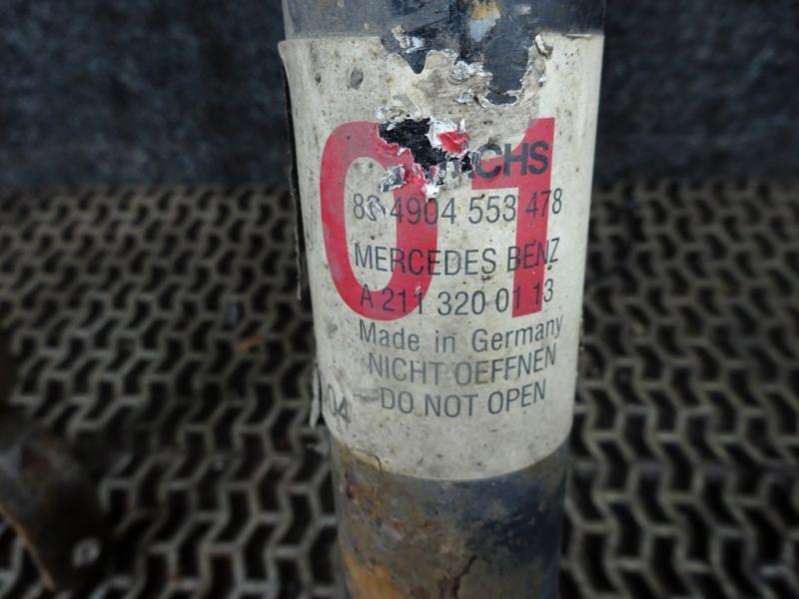 01
CHS
4904 553 478
MERCEDES BENZ
A 211 320 01 13
Made in Germany
NICHT OEFFNEN
DO NOT OPEN
04